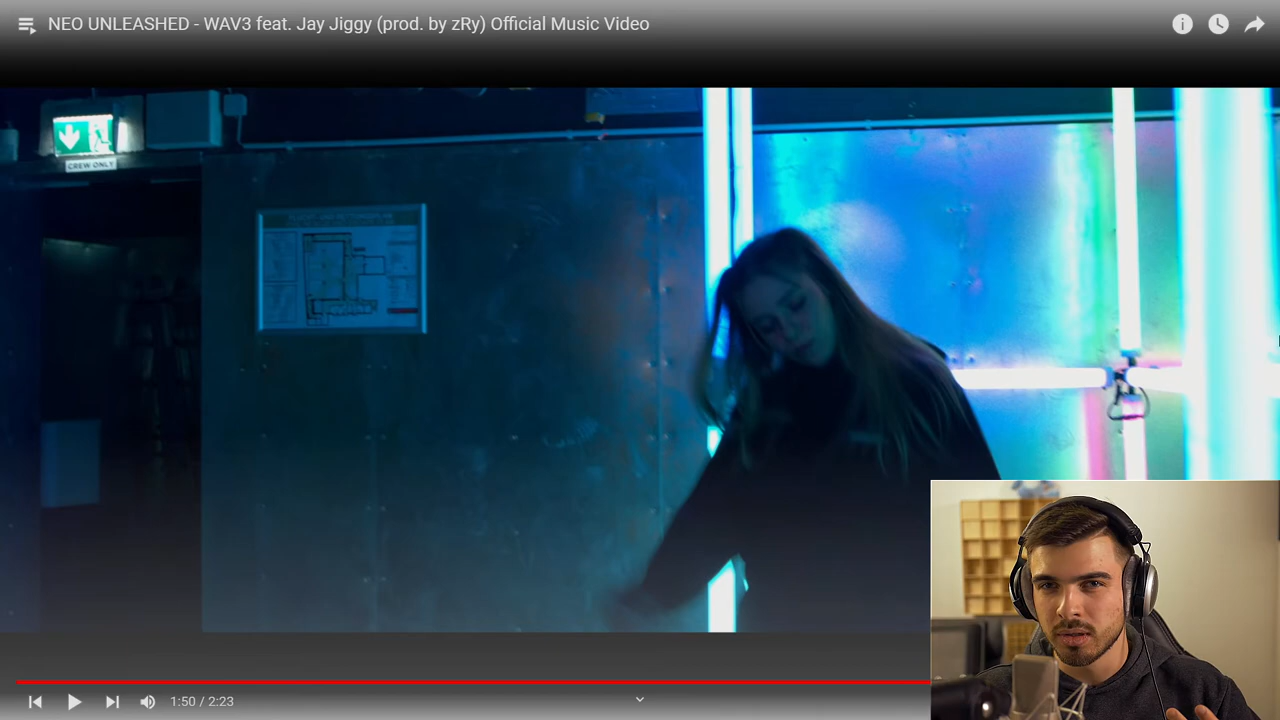 NEO UNLEASHED - WAV3 feat. Jay Jiggy (prod. by zRy) Official Music Video
CREW ONLY
1:50 / 2:23